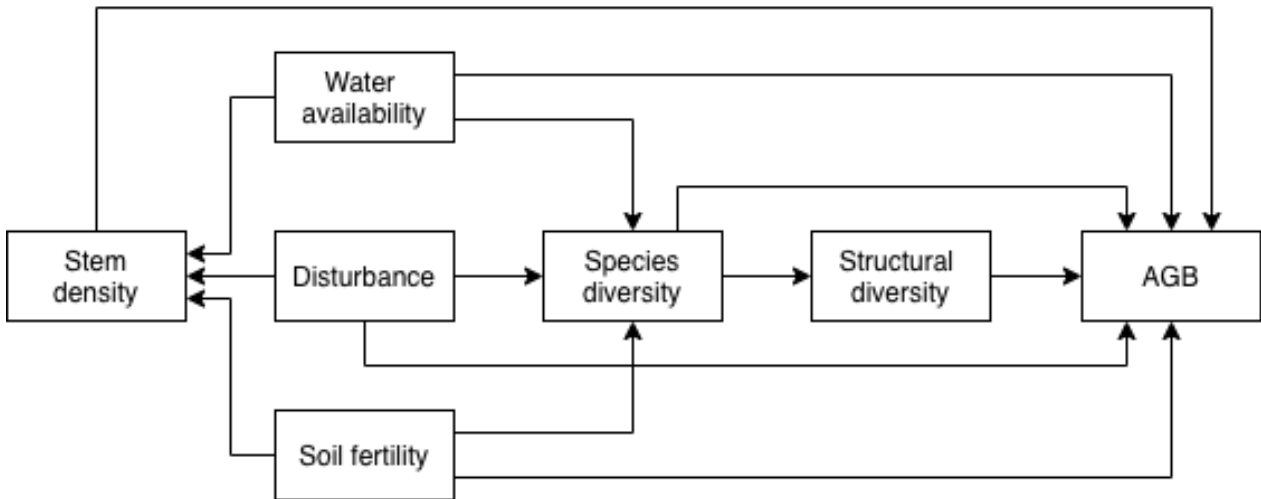 Water
availability
Stem
density
Disturbance
Species
diversity
Structural
diversity
AGB
Soil fertility